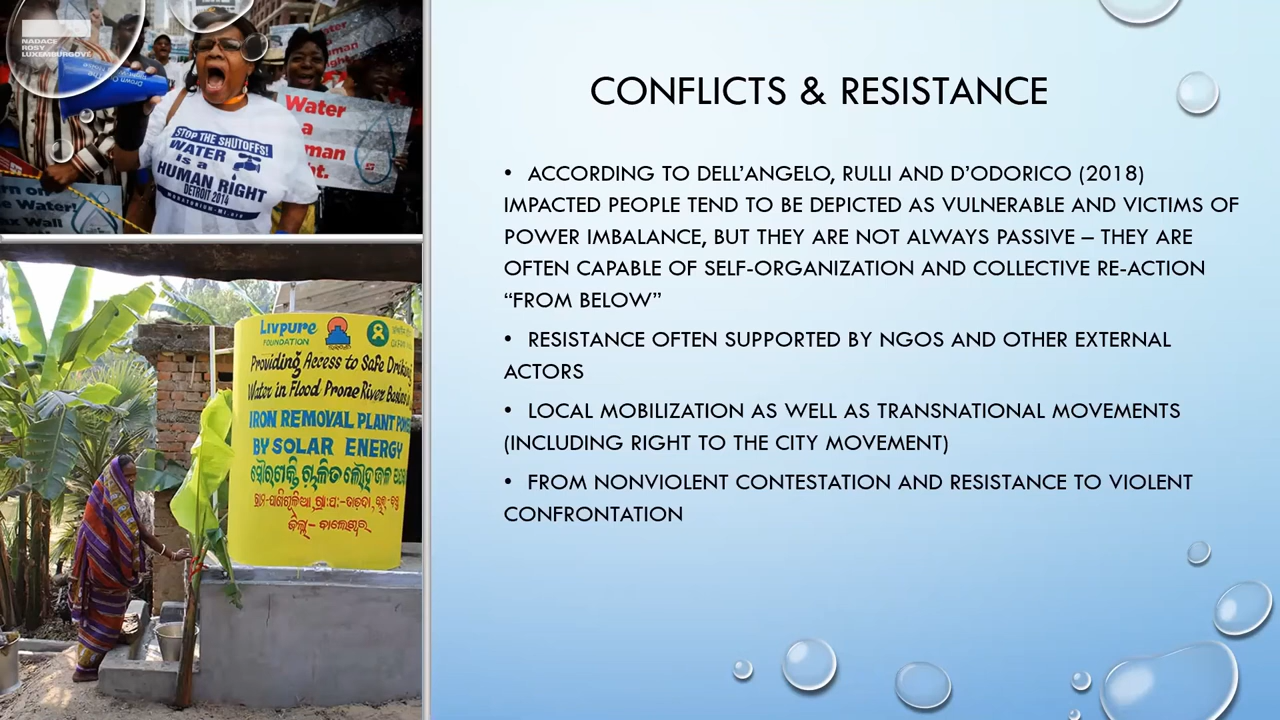 NADACE
ROSY
LUXEMBURGOVÉ
STOP THE SHUTOFFS!
WATER
is a
HUMAN RIGHT
DETROIT 2014
Water
a
man
ht.
Water!
ax Wall
Livpure
FOUNDATION
Providing Access to Safe Drinking
Water in Flood Prone River Basins
IRON REMOVAL PLANT
BY SOLAR ENERGY
CONFLICTS & RESISTANCE
• ACCORDING TO DELL’ANGELO, RULLI AND D’ODORICO (2018)
IMPACTED PEOPLE TEND TO BE DEPICTED AS VULNERABLE AND VICTIMS OF
POWER IMBALANCE, BUT THEY ARE NOT ALWAYS PASSIVE – THEY ARE
OFTEN CAPABLE OF SELF-ORGANIZATION AND COLLECTIVE RE-ACTION
“FROM BELOW”
• RESISTANCE OFTEN SUPPORTED BY NGOS AND OTHER EXTERNAL
ACTORS
• LOCAL MOBILIZATION AS WELL AS TRANSNATIONAL MOVEMENTS
(INCLUDING RIGHT TO THE CITY MOVEMENT)
• FROM NONVIOLENT CONTESTATION AND RESISTANCE TO VIOLENT
CONFRONTATION